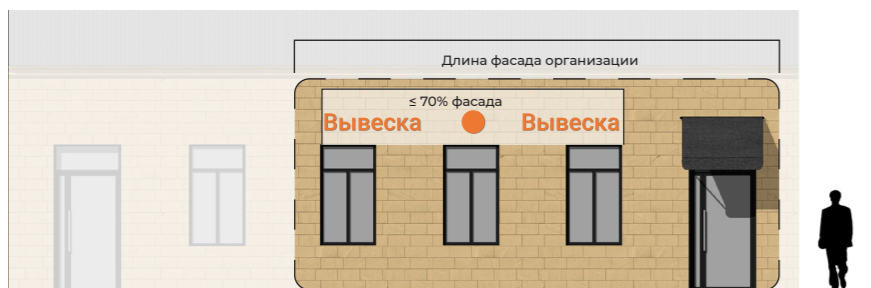 Длина фасада организации
≤ 70% фасада
Вывеска Вывеска